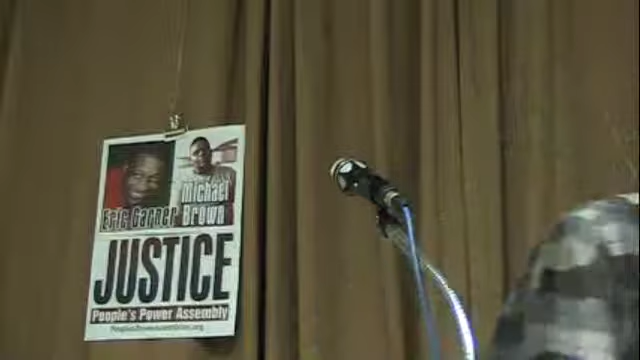 Eric Garner
Michael
Brown
JUSTICE
People's Power Assembly